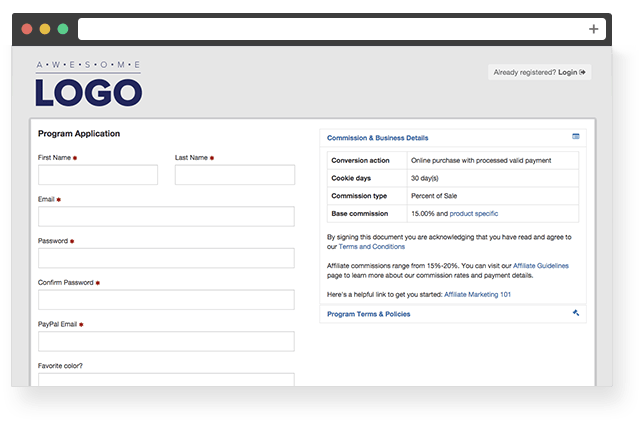 A•W•E•S•O•M•E
LOGO
Already registered? Login
Program Application
First Name *
Last Name *
Email *
Password *
Confirm Password *
PayPal Email *
Favorite color?
Commission & Business Details
Conversion action Online purchase with processed valid payment
Cookie days 30 day(s)
Commission type Percent of Sale
Base commission 15.00% and product specific
By signing this document you are acknowledging that you have read and agree to
our Terms and Conditions
Affiliate commissions range from 15%-20%. You can visit our Affiliate Guidelines
page to learn more about our commission rates and payment details.
Here's a helpful link to get you started: Affiliate Marketing 101
Program Terms & Policies